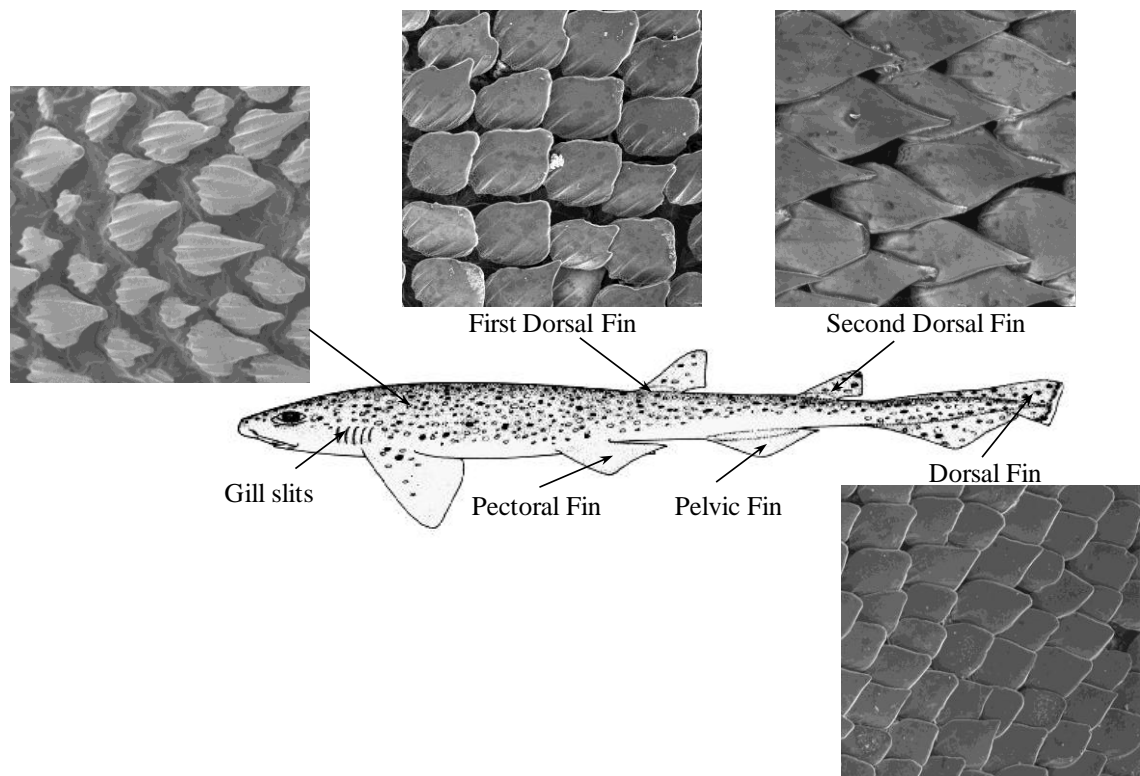 First Dorsal Fin
Second Dorsal Fin
Gill slits
Pectoral Fin
Pelvic Fin
Dorsal Fin